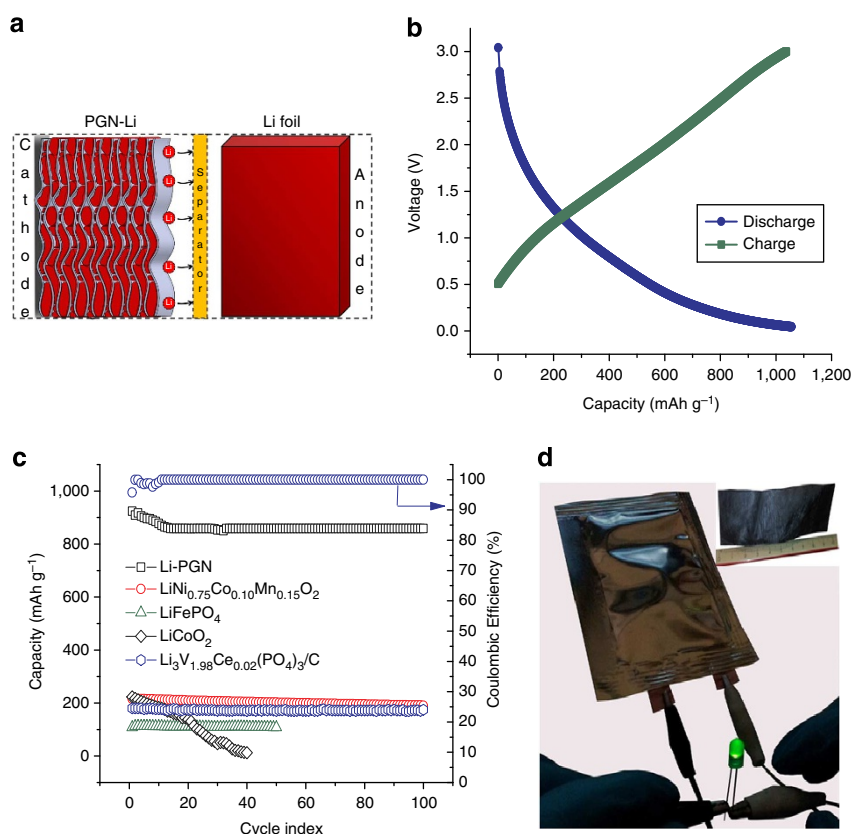 a
PGN-Li
Li foil
Cathode
Li
Li
Li
Li
Li
Separator
Anode
b
3.0
2.5
2.0
1.5
1.0
0.5
0.0
Voltage (V)
Discharge
Charge
0
200
400
600
800
1,000
1,200
Capacity (mAh g⁻¹)
c
1,000
800
600
400
200
0
Capacity (mAh g⁻¹)
Li-PGN
LiNi₀.₇₅Co₀.₁₀Mn₀.₁₅O₂
LiFePO₄
LiCoO₂
Li₃V₁.₉₈Ce₀.₀₂(PO₄)₃/C
100
90
80
70
60
50
40
30
20
10
0
Coulombic Efficiency (%)
0
20
40
60
80
100
Cycle index
d